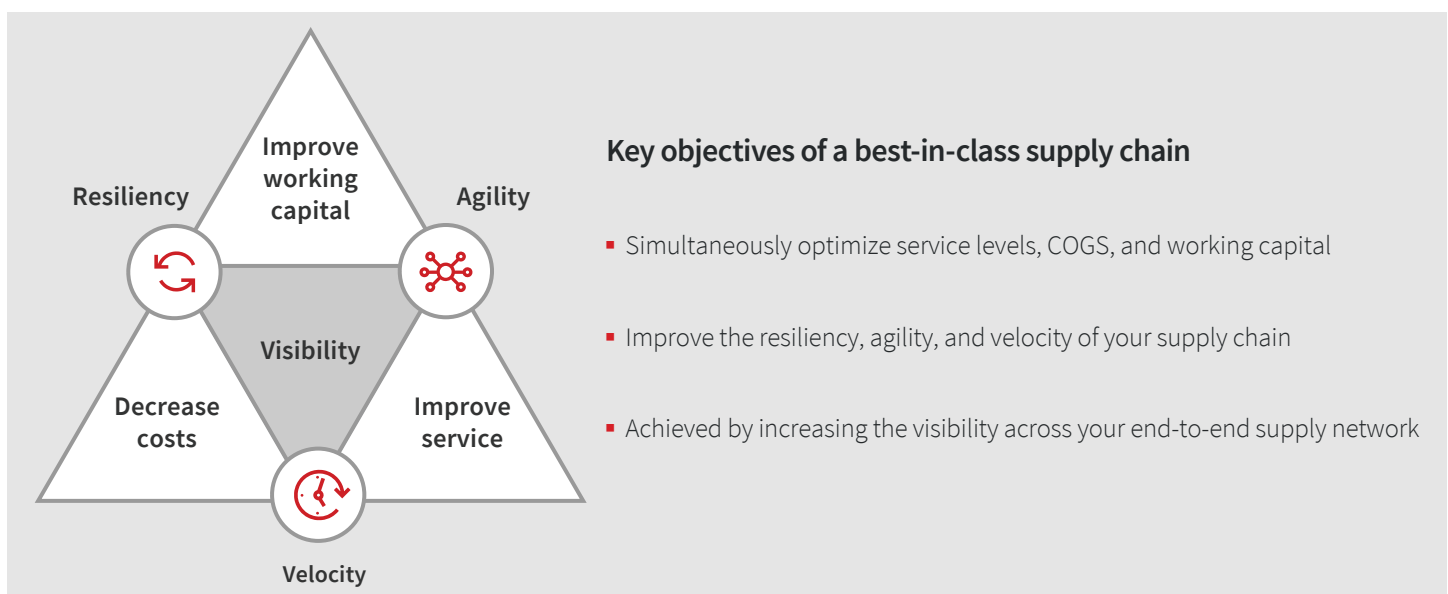 Improve
working
capital
Resiliency
Agility
Visibility
Decrease
costs
Improve
service
Velocity
Key objectives of a best-in-class supply chain
Simultaneously optimize service levels, COGS, and working capital
Improve the resiliency, agility, and velocity of your supply chain
Achieved by increasing the visibility across your end-to-end supply network